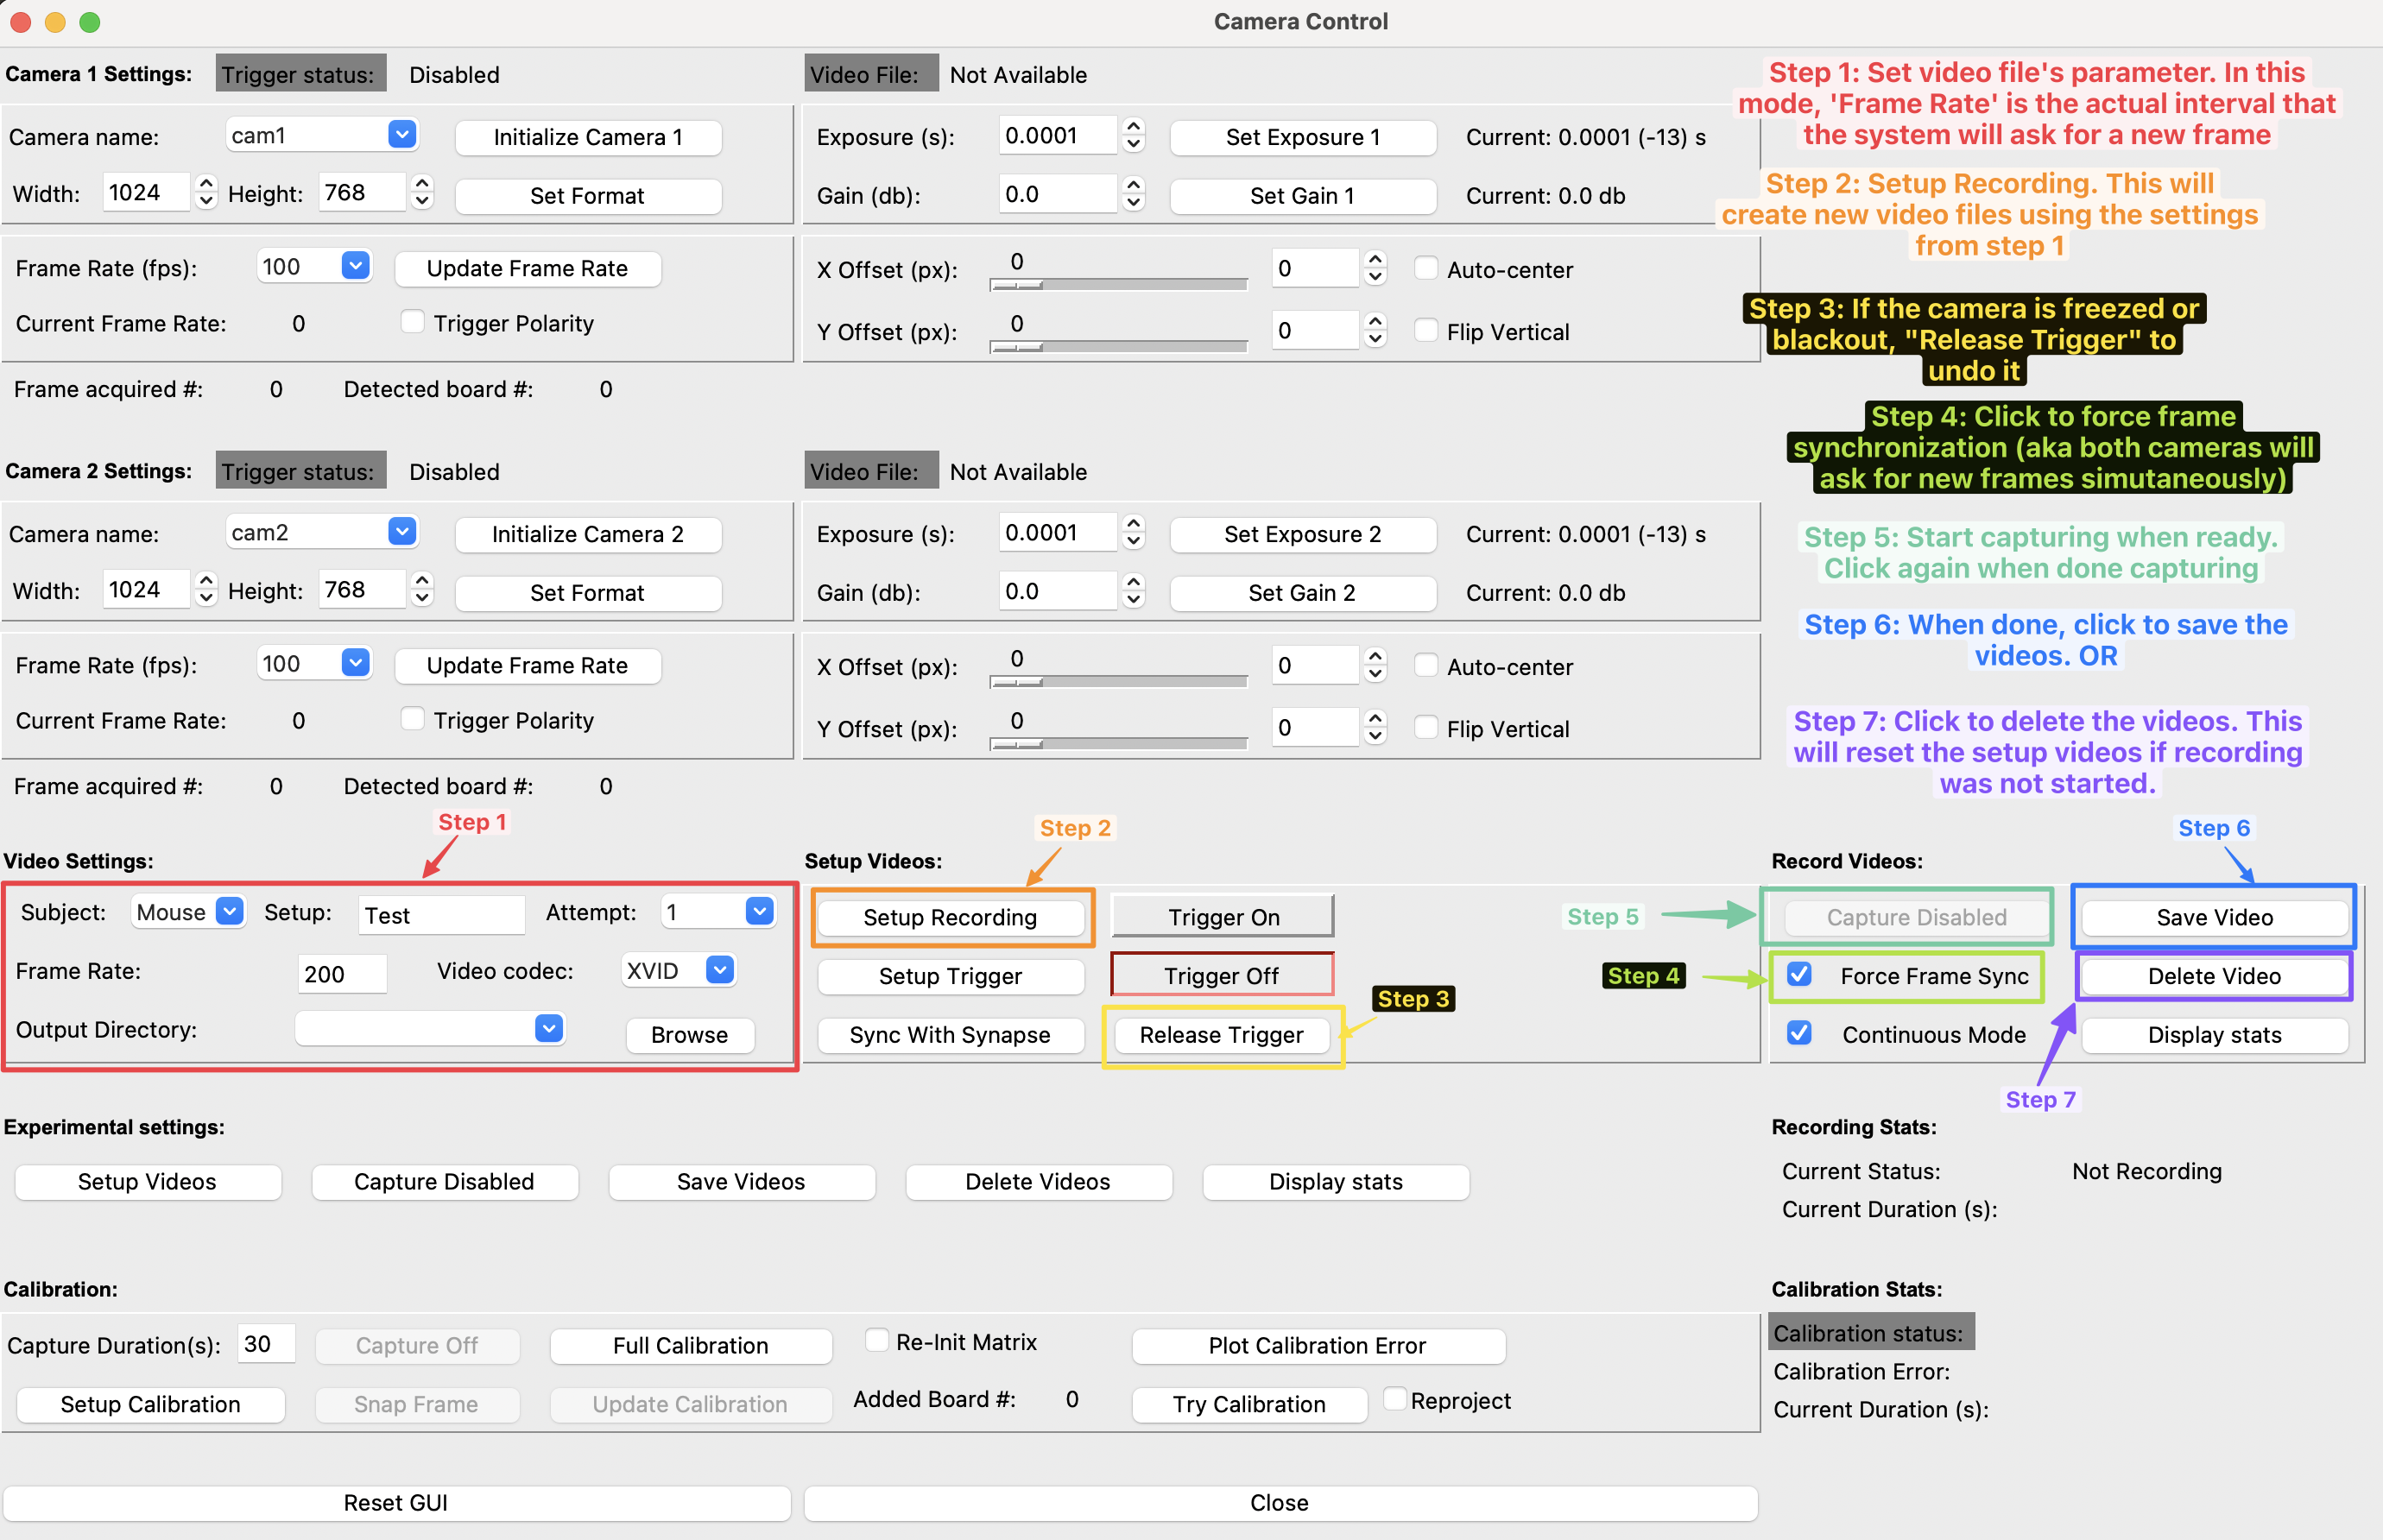 Camera Control
Camera 1 Settings: Trigger status: Disabled
Video File: Not Available
Camera name: cam1 Initialize Camera 1
Width: 1024 Height: 768 Set Format
Exposure (s): 0.0001 Set Exposure 1 Current: 0.0001 (-13) s
Gain (db): 0.0 Set Gain 1 Current: 0.0 db
Frame Rate (fps): 100 Update Frame Rate
Current Frame Rate: 0 Trigger Polarity
X Offset (px): 0 0 Auto-center
Y Offset (px): 0 0 Flip Vertical
Frame acquired #: 0 Detected board #: 0
Step 1: Set video file's parameter. In this
mode, 'Frame Rate' is the actual interval that
the system will ask for a new frame
Step 2: Setup Recording. This will
create new video files using the settings
from step 1
Step 3: If the camera is freezed or
blackout, "Release Trigger" to
undo it
Step 4: Click to force frame
synchronization (aka both cameras will
ask for new frames simutaneously)
Step 5: Start capturing when ready.
Click again when done capturing
Step 6: When done, click to save the
videos. OR
Step 7: Click to delete the videos. This
will reset the setup videos if recording
was not started.
Camera 2 Settings: Trigger status: Disabled
Video File: Not Available
Camera name: cam2 Initialize Camera 2
Width: 1024 Height: 768 Set Format
Exposure (s): 0.0001 Set Exposure 2 Current: 0.0001 (-13) s
Gain (db): 0.0 Set Gain 2 Current: 0.0 db
Frame Rate (fps): 100 Update Frame Rate
Current Frame Rate: 0 Trigger Polarity
X Offset (px): 0 0 Auto-center
Y Offset (px): 0 0 Flip Vertical
Frame acquired #: 0 Detected board #: 0
Step 1
Step 2
Step 6
Video Settings:
Subject: Mouse Setup: Test Attempt: 1
Frame Rate: 200 Video codec: XVID
Output Directory: Browse
Setup Videos:
Setup Recording Trigger On
Setup Trigger Trigger Off
Sync With Synapse Release Trigger
Step 3
Step 5
Step 4
Record Videos:
Capture Disabled Save Video
Force Frame Sync Delete Video
Continuous Mode Display stats
Step 7
Experimental settings:
Setup Videos Capture Disabled Save Videos Delete Videos Display stats
Recording Stats:
Current Status: Not Recording
Current Duration (s):
Calibration:
Capture Duration(s): 30 Capture Off Full Calibration Re-Init Matrix Plot Calibration Error
Setup Calibration Snap Frame Update Calibration Added Board #: 0 Try Calibration Reproject
Calibration Stats:
Calibration status:
Calibration Error:
Current Duration (s):
Reset GUI Close